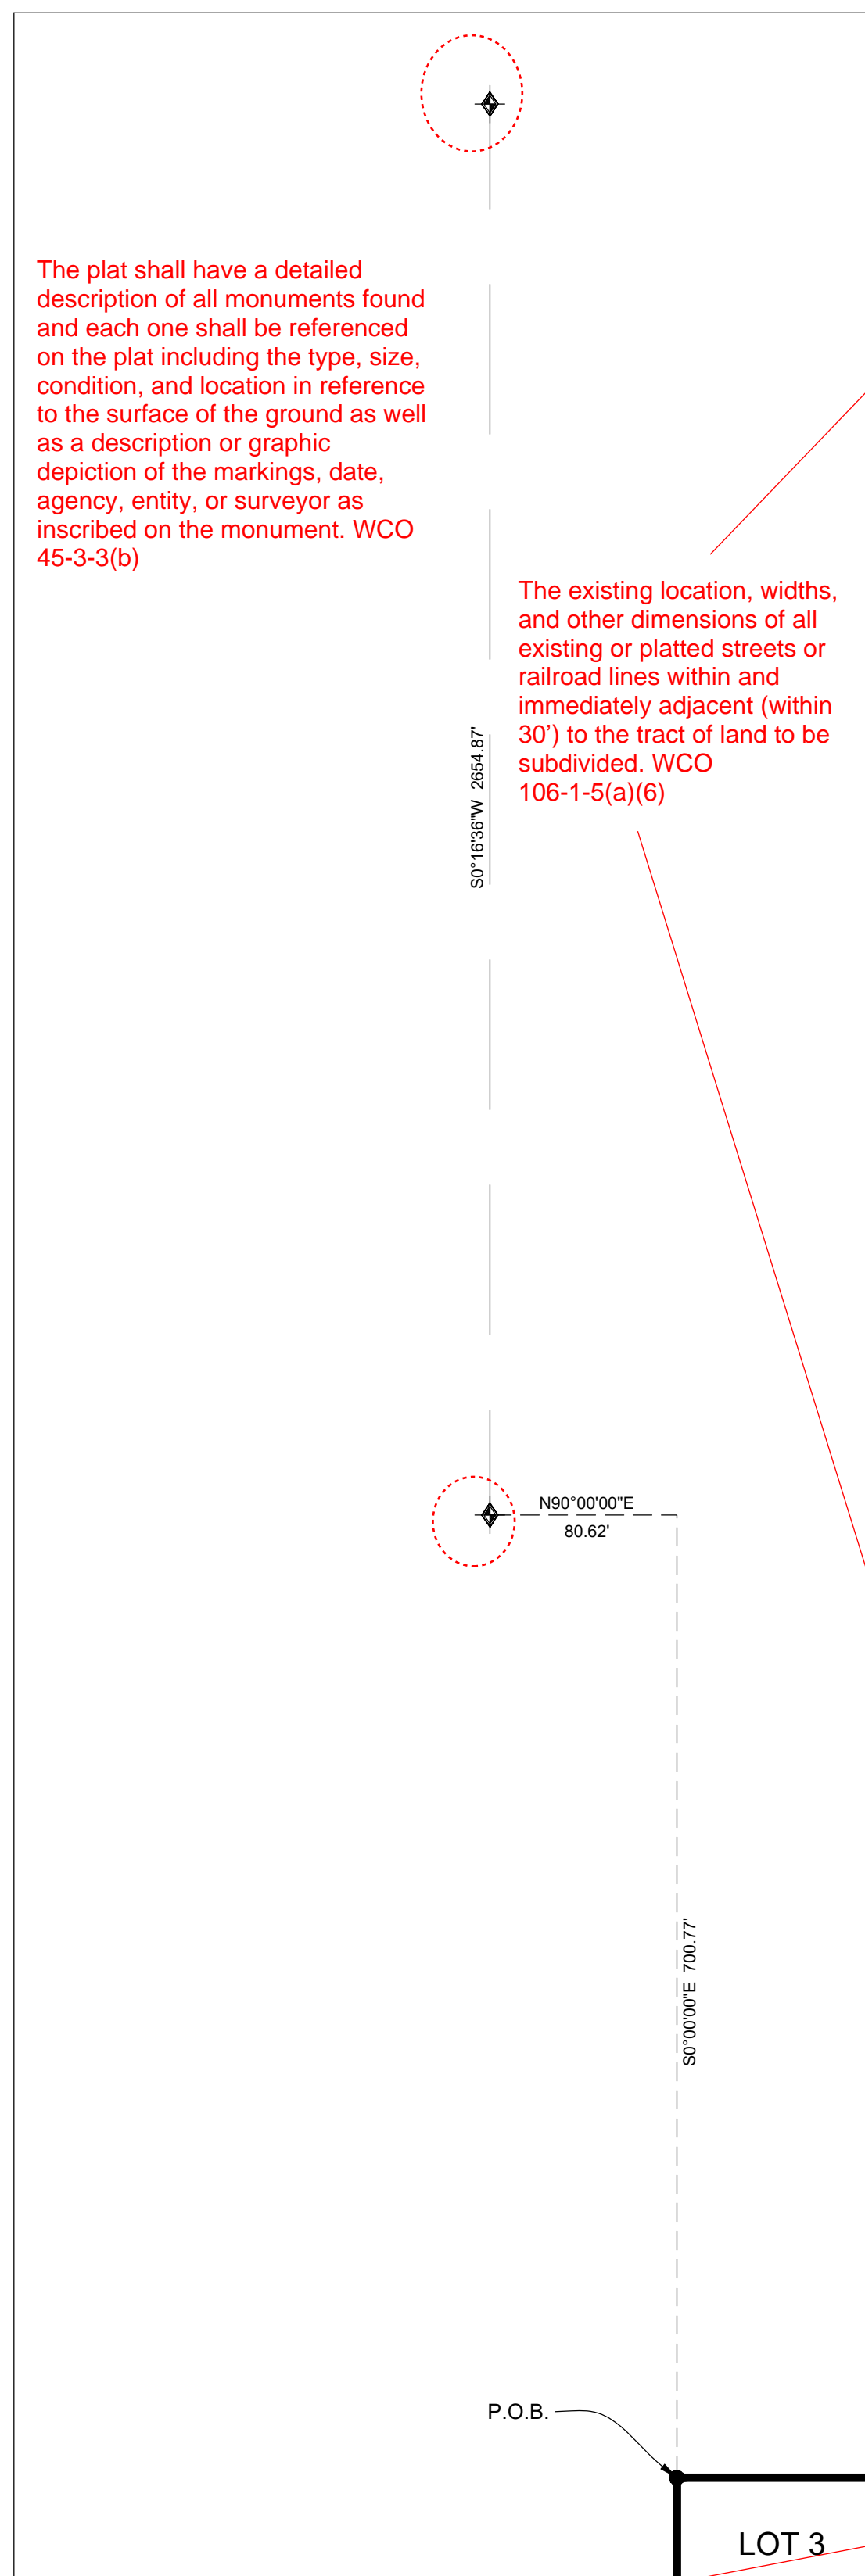 The plat shall have a detailed
description of all monuments found
and each one shall be referenced
on the plat including the type, size,
condition, and location in reference
to the surface of the ground as well
as a description or graphic
depiction of the markings, date,
agency, entity, or surveyor as
inscribed on the monument. WCO
45-3-3(b)
The existing location, widths,
and other dimensions of all
existing or platted streets or
railroad lines within and
immediately adjacent (within
30’) to the tract of land to be
subdivided. WCO
106-1-5(a)(6)
S0°16'36"W 2654.87'
N90°00'00"E
80.62'
S0°00'00"E 700.77'
P.O.B.
LOT 3